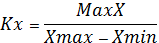 Kx = MaxX / (Xmax − Xmin)